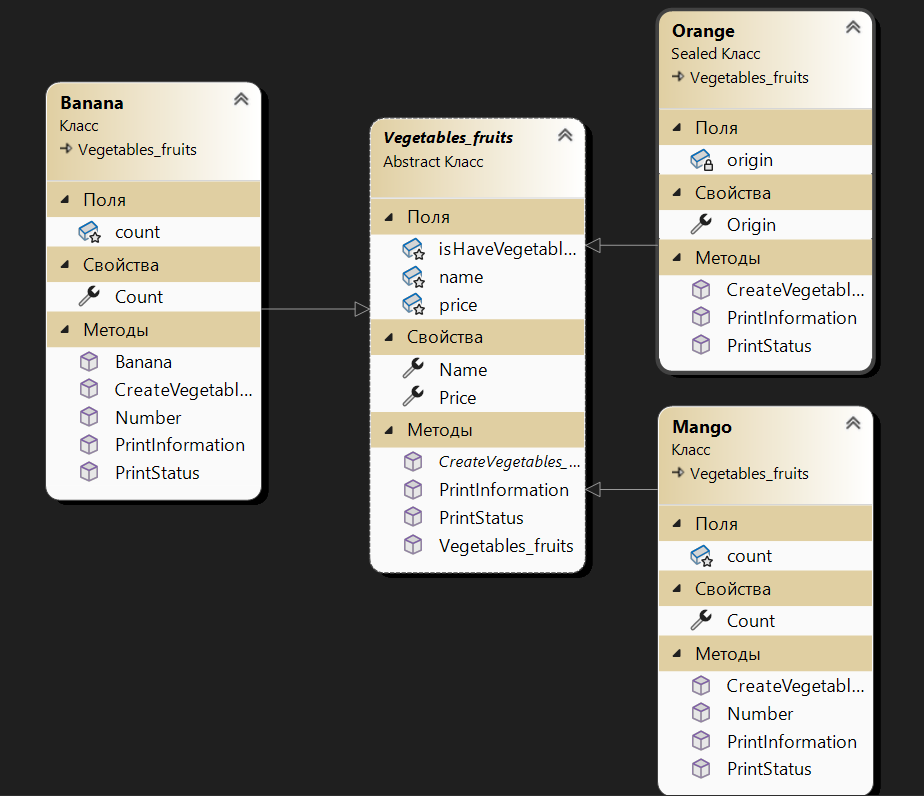 Banana
Класс
Vegetables_fruits
Поля
count
Свойства
Count
Методы
Banana
CreateVegetabl...
Number
PrintInformation
PrintStatus
Vegetables_fruits
Abstract Класс
Поля
isHaveVegetabl...
name
price
Свойства
Name
Price
Методы
CreateVegetables_...
PrintInformation
PrintStatus
Vegetables_fruits
Orange
Sealed Класс
Vegetables_fruits
Поля
origin
Свойства
Origin
Методы
CreateVegetabl...
PrintInformation
PrintStatus
Mango
Класс
Vegetables_fruits
Поля
count
Свойства
Count
Методы
CreateVegetabl...
Number
PrintInformation
PrintStatus